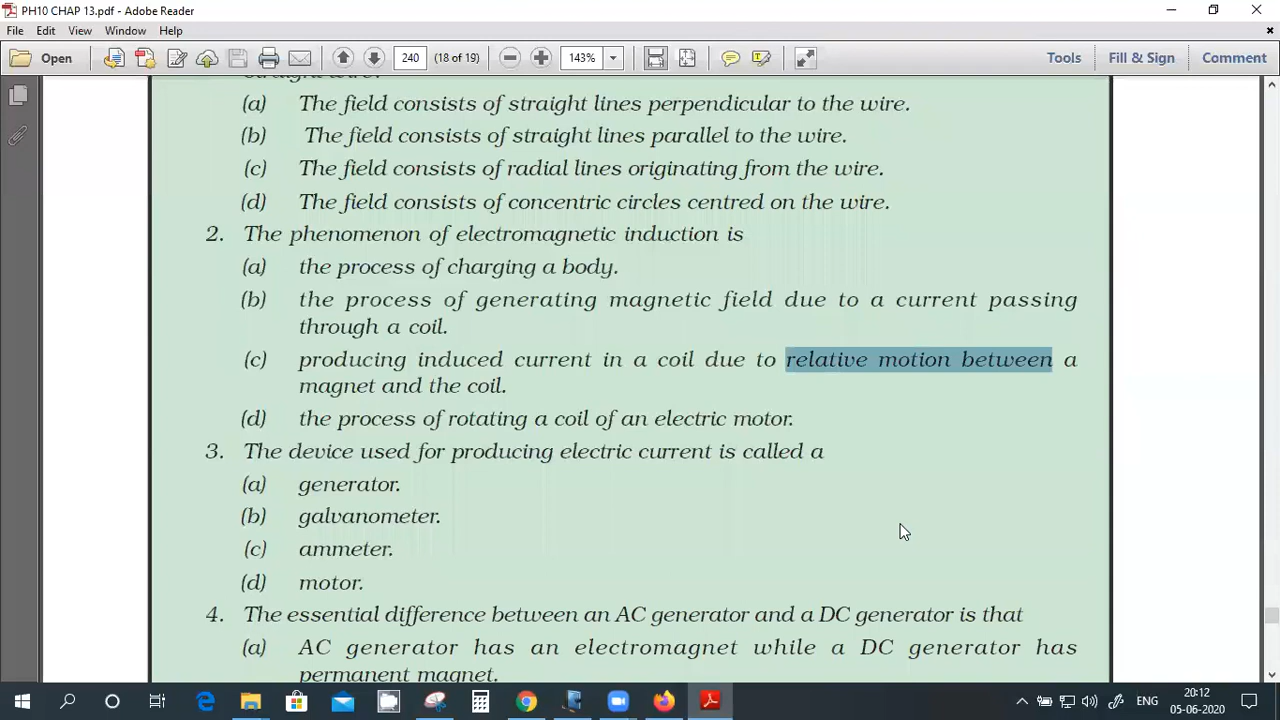 PH10 CHAP 13.pdf - Adobe Reader
File Edit View Window Help
Open 240 (18 of 19) 143% Tools Fill & Sign Comment
straight wire?
(a) The field consists of straight lines perpendicular to the wire.
(b) The field consists of straight lines parallel to the wire.
(c) The field consists of radial lines originating from the wire.
(d) The field consists of concentric circles centred on the wire.
2. The phenomenon of electromagnetic induction is
(a) the process of charging a body.
(b) the process of generating magnetic field due to a current passing
through a coil.
(c) producing induced current in a coil due to relative motion between a
magnet and the coil.
(d) the process of rotating a coil of an electric motor.
3. The device used for producing electric current is called a
(a) generator.
(b) galvanometer.
(c) ammeter.
(d) motor.
4. The essential difference between an AC generator and a DC generator is that
(a) AC generator has an electromagnet while a DC generator has
permanent magnet.
ENG 20:12
05-06-2020